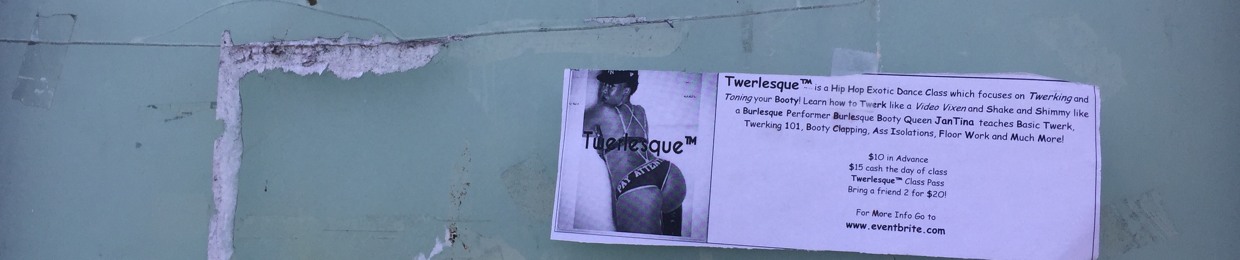 Twerlesque™
PAY ATTEN
Twerlesque™ is a Hip Hop Exotic Dance Class which focuses on Twerking and
Toning your Booty! Learn how to Twerk like a Video Vixen and Shake and Shimmy like
a Burlesque Performer Burlesque Booty Queen JanTina teaches Basic Twerk,
Twerking 101, Booty Clapping, Ass Isolations, Floor Work and Much More!
$10 in Advance
$15 cash the day of class
Twerlesque™ Class Pass
Bring a friend 2 for $20!
For More Info Go to
www.eventbrite.com